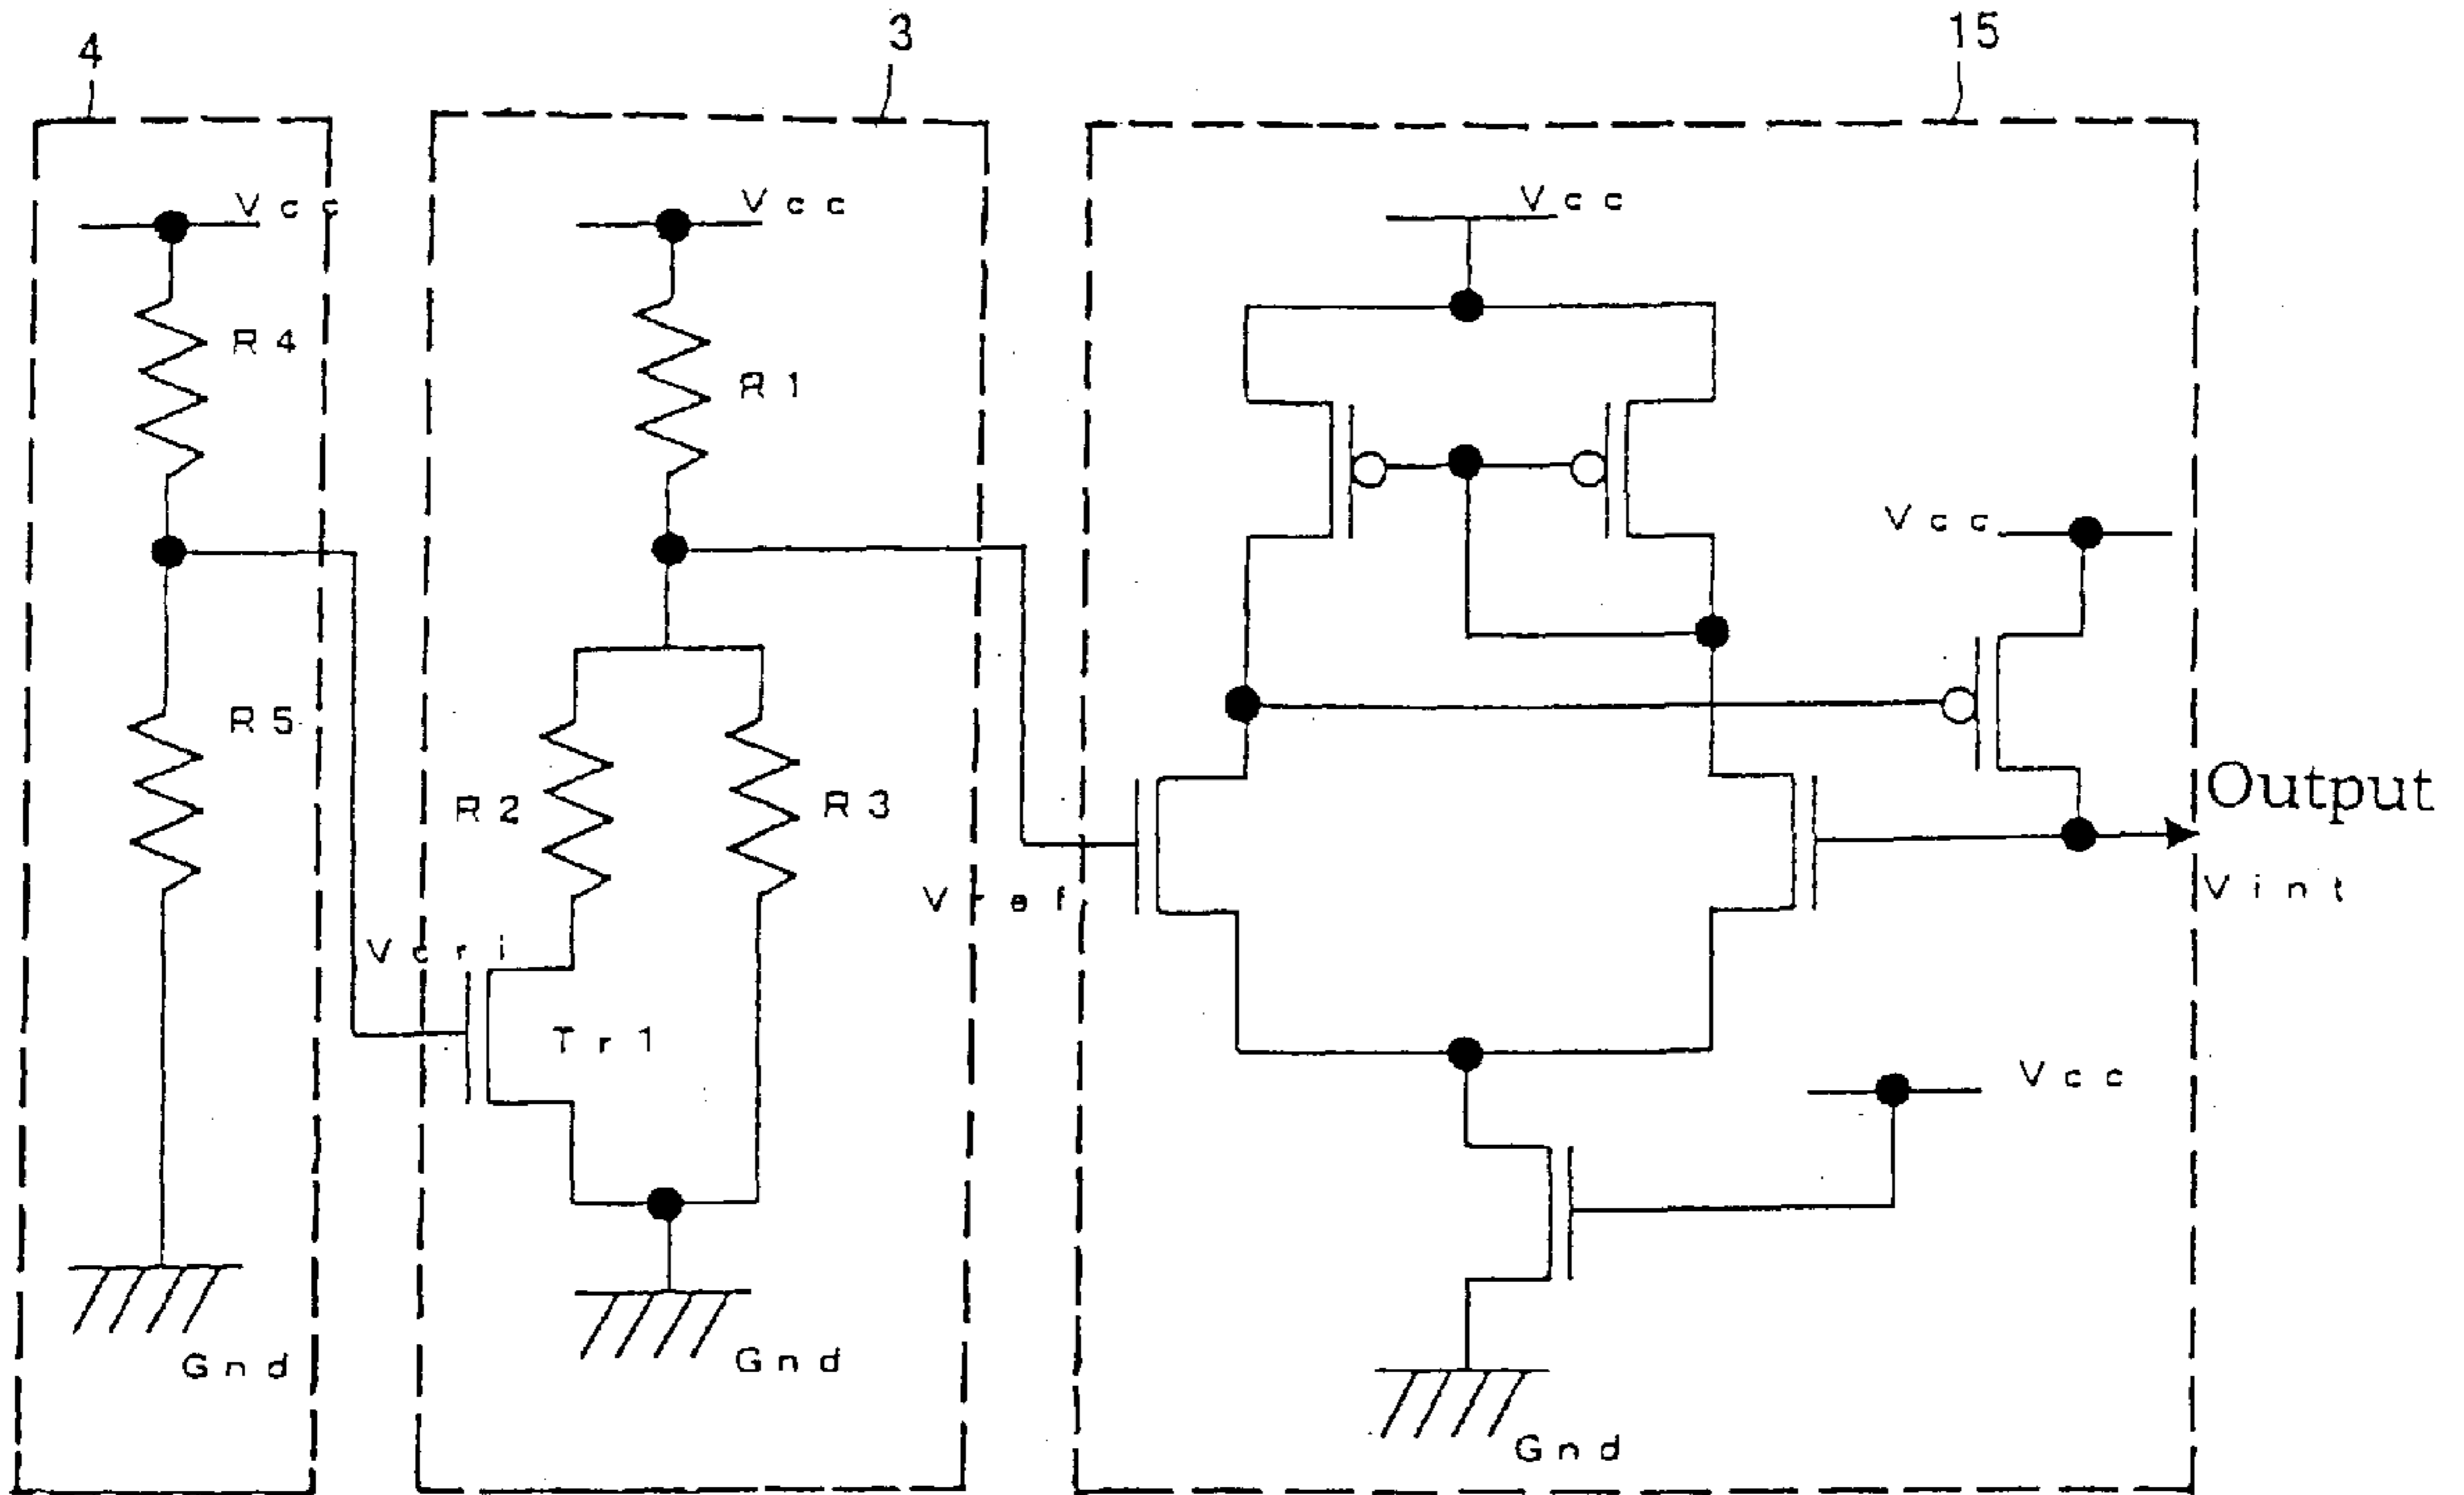 4
3
15
Vcc
Vcc
Vcc
R4
R1
Vcc
R5
R2
R3
Output
Vref
Vint
Vcri
Tr1
Vcc
Gnd
Gnd
Gnd